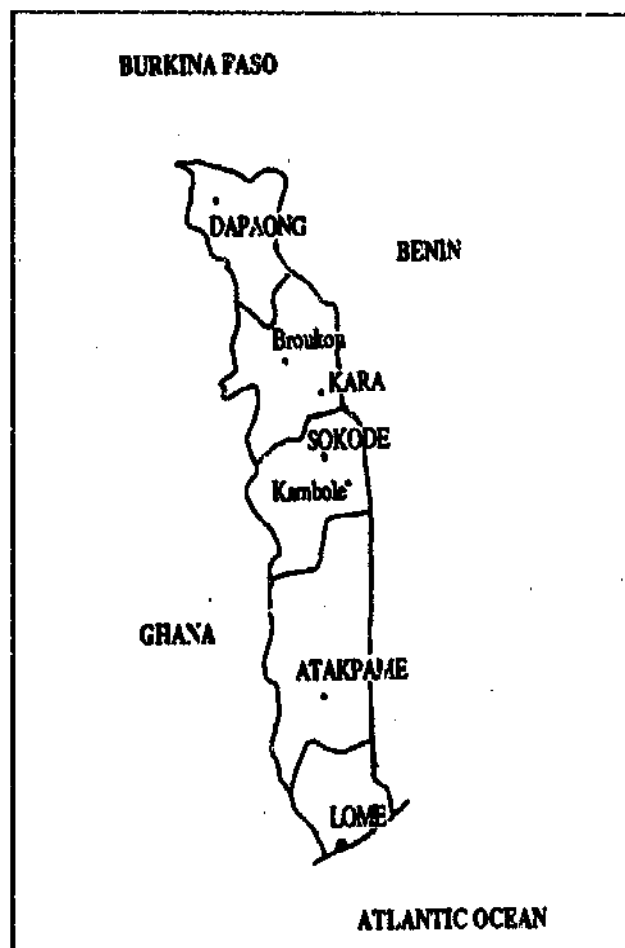 BURKINA FASO
DAPAONG
BENIN
Broukou
KARA
SOKODE
Kambole
GHANA
ATAKPAME
LOME
ATLANTIC OCEAN